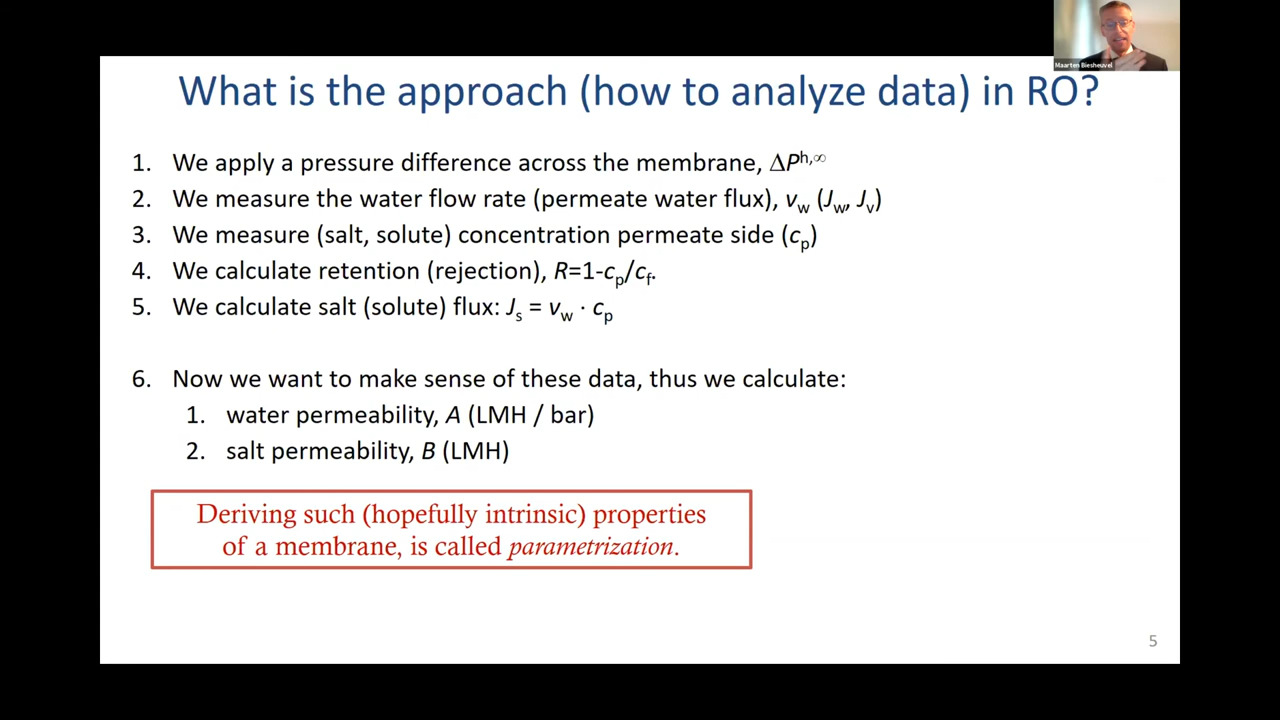 Maarten Biesheuvel
What is the approach (how to analyze data) in RO?
1. We apply a pressure difference across the membrane, ΔP^h,∞
2. We measure the water flow rate (permeate water flux), v_w (J_w, J_v)
3. We measure (salt, solute) concentration permeate side (c_p)
4. We calculate retention (rejection), R=1-c_p/c_f.
5. We calculate salt (solute) flux: J_s = v_w · c_p
6. Now we want to make sense of these data, thus we calculate:
1. water permeability, A (LMH / bar)
2. salt permeability, B (LMH)
Deriving such (hopefully intrinsic) properties
of a membrane, is called parametrization.
5